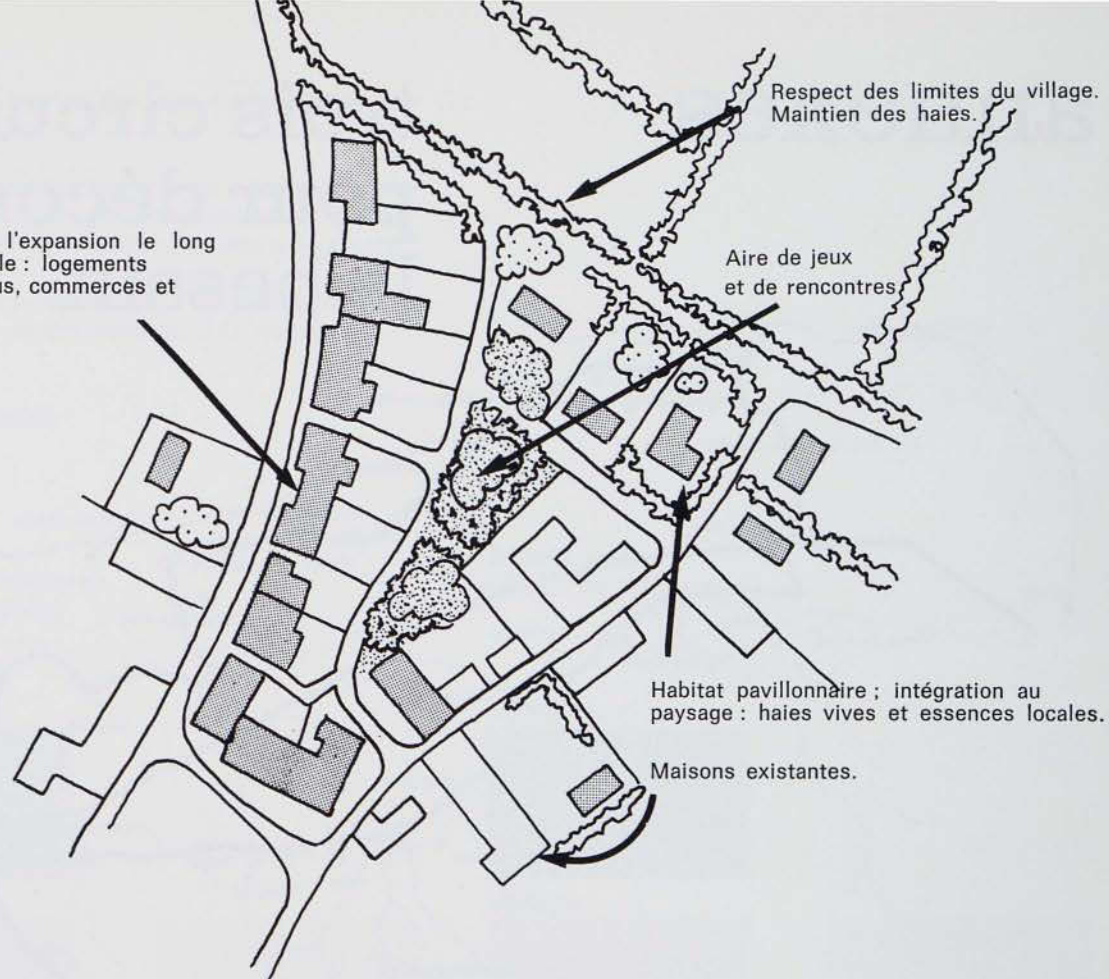 Respect des limites du village.
Maintien des haies.
l'expansion le long
le : logements
commerces et
Aire de jeux
et de rencontres
Habitat pavillonnaire ; intégration au
paysage : haies vives et essences locales.
Maisons existantes.